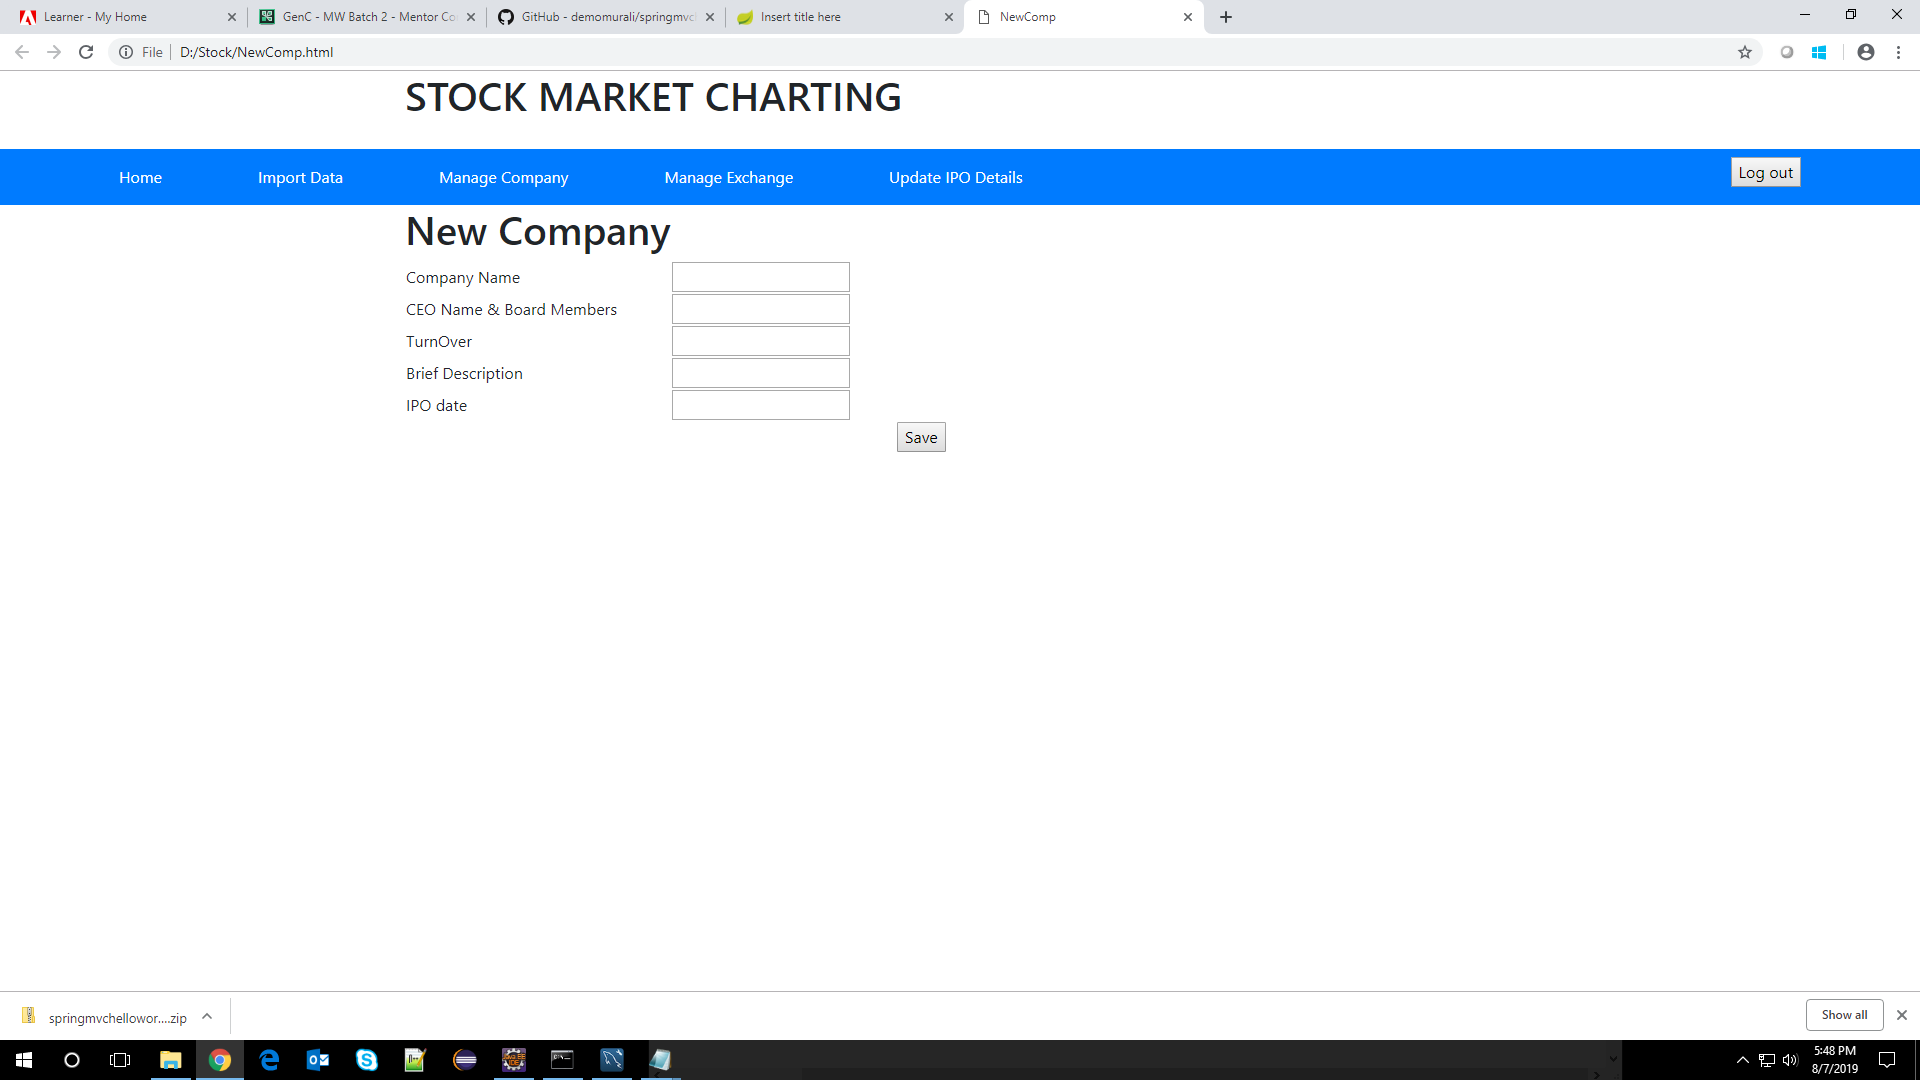 Learner - My Home
GenC - MW Batch 2 - Mentor Co
GitHub - demomurali/springmvc
Insert title here
NewComp
File
D:/Stock/NewComp.html
STOCK MARKET CHARTING
Home
Import Data
Manage Company
Manage Exchange
Update IPO Details
Log out
New Company
Company Name
CEO Name & Board Members
TurnOver
Brief Description
IPO date
Save
springmvchellowor....zip
Show all
5:48 PM
8/7/2019